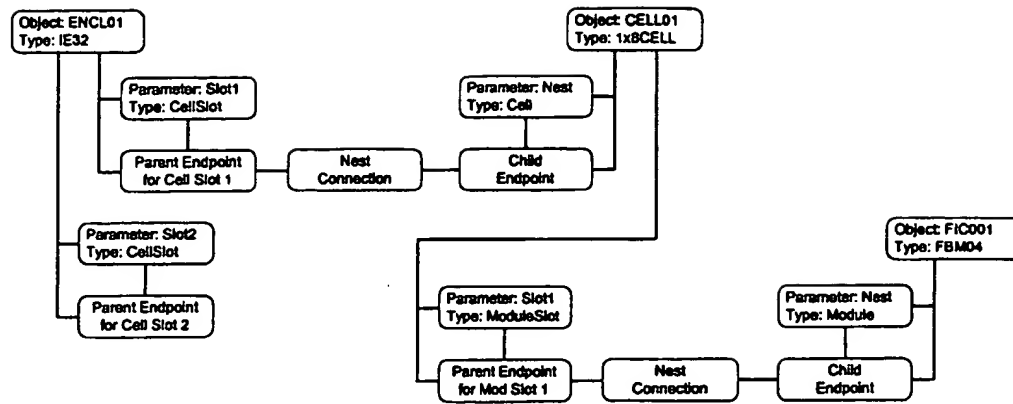 Object: ENCL01
Type: IE32
Object: CELL01
Type: 1x8CELL
Parameter: Slot1
Type: CellSlot
Parameter: Nest
Type: Cell
Parent Endpoint
for Cell Slot 1
Nest
Connection
Child
Endpoint
Parameter: Slot2
Type: CellSlot
Object: FIC001
Type: FBM04
Parent Endpoint
for Cell Slot 2
Parameter: Slot1
Type: ModuleSlot
Parameter: Nest
Type: Module
Parent Endpoint
for Mod Slot 1
Nest
Connection
Child
Endpoint